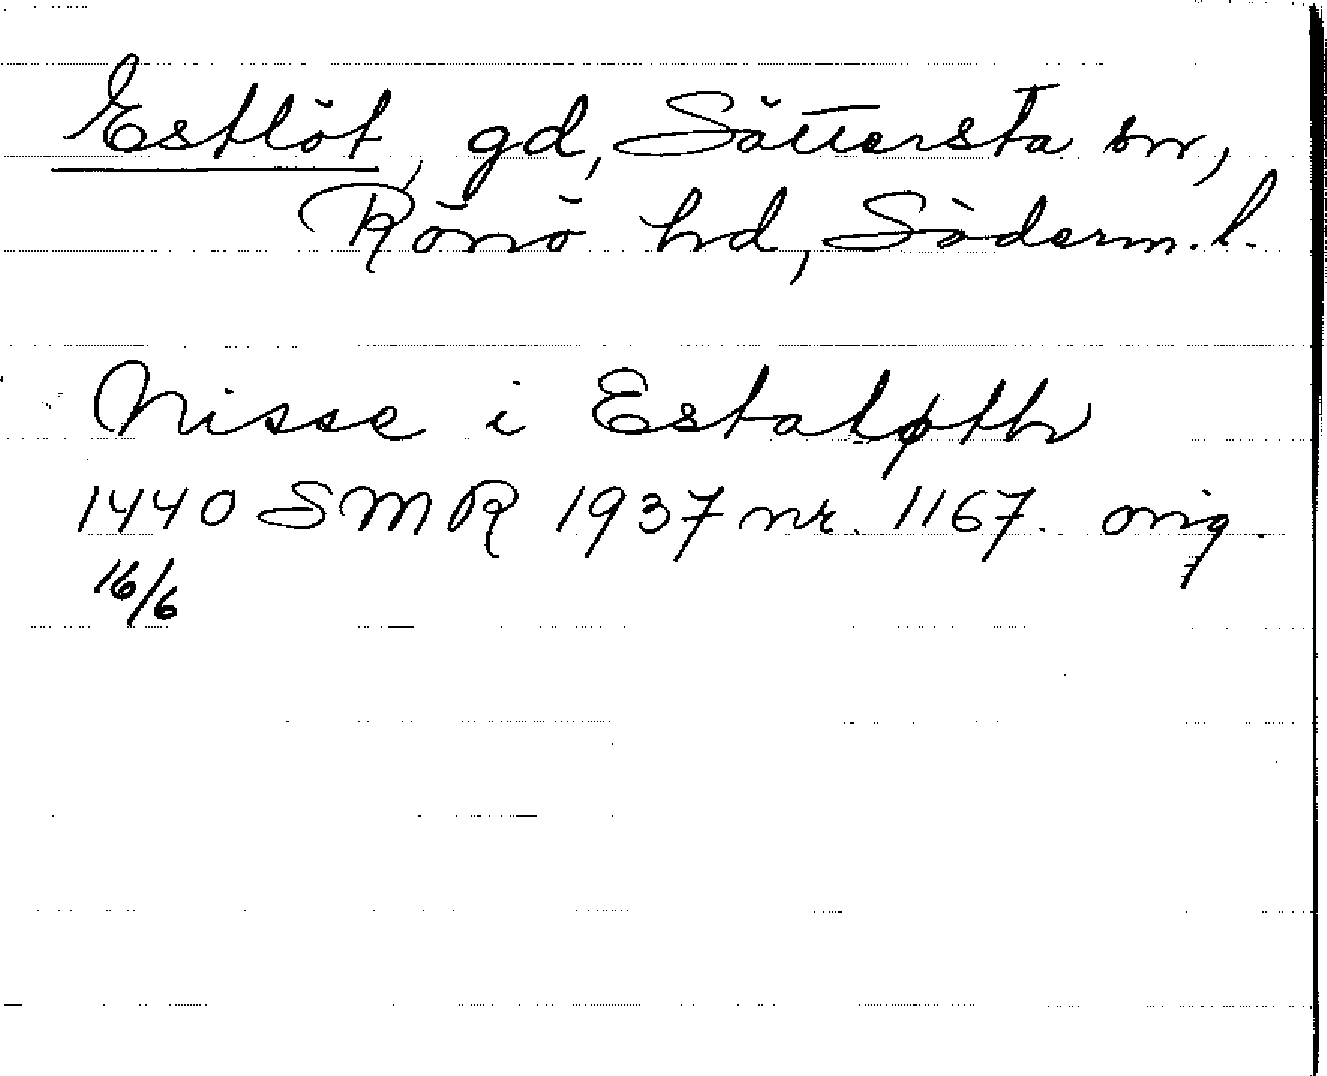 Estlöt, gd, Sättersta sn,
Rönö hd, Söderm. l.
Nisse i Estaløth
1440 SMR 1937 nr. 1167. orig.
16/6